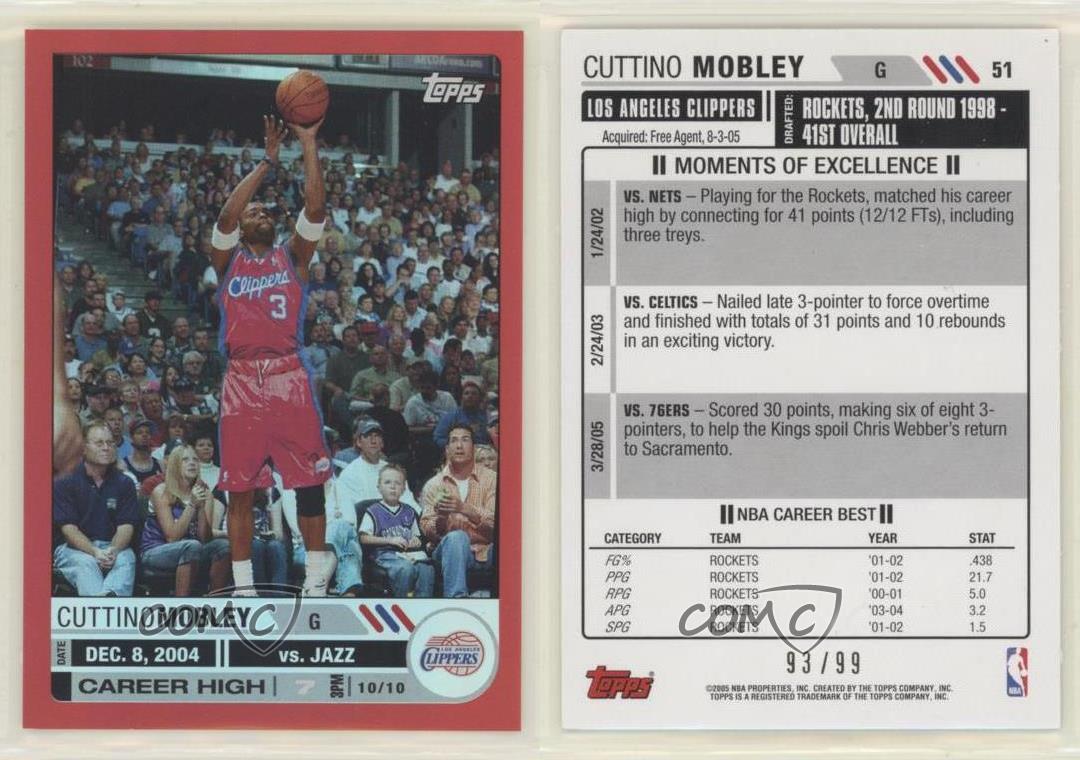 102
ARCO Arena.com
Topps
Clippers
3
CUTTINO MOBLEY G
DATE DEC. 8, 2004 vs. JAZZ
LOS ANGELES CLIPPERS
CAREER HIGH 7 3PM 10/10
COMC
CUTTINO MOBLEY G 51
LOS ANGELES CLIPPERS
Acquired: Free Agent, 8-3-05
DRAFTED: ROCKETS, 2ND ROUND 1998 -
41ST OVERALL
MOMENTS OF EXCELLENCE
1/24/02
VS. NETS – Playing for the Rockets, matched his career
high by connecting for 41 points (12/12 FTs), including
three treys.
2/24/03
VS. CELTICS – Nailed late 3-pointer to force overtime
and finished with totals of 31 points and 10 rebounds
in an exciting victory.
3/28/05
VS. 76ERS – Scored 30 points, making six of eight 3-
pointers, to help the Kings spoil Chris Webber's return
to Sacramento.
NBA CAREER BEST
CATEGORY TEAM YEAR STAT
FG% ROCKETS '01-02 .438
PPG ROCKETS '01-02 21.7
RPG ROCKETS '00-01 5.0
APG ROCKETS '03-04 3.2
SPG ROCKETS '01-02 1.5
COMC
93/99
Topps
©2005 NBA PROPERTIES, INC. CREATED BY THE TOPPS COMPANY, INC.
TOPPS IS A REGISTERED TRADEMARK OF THE TOPPS COMPANY, INC.
NBA